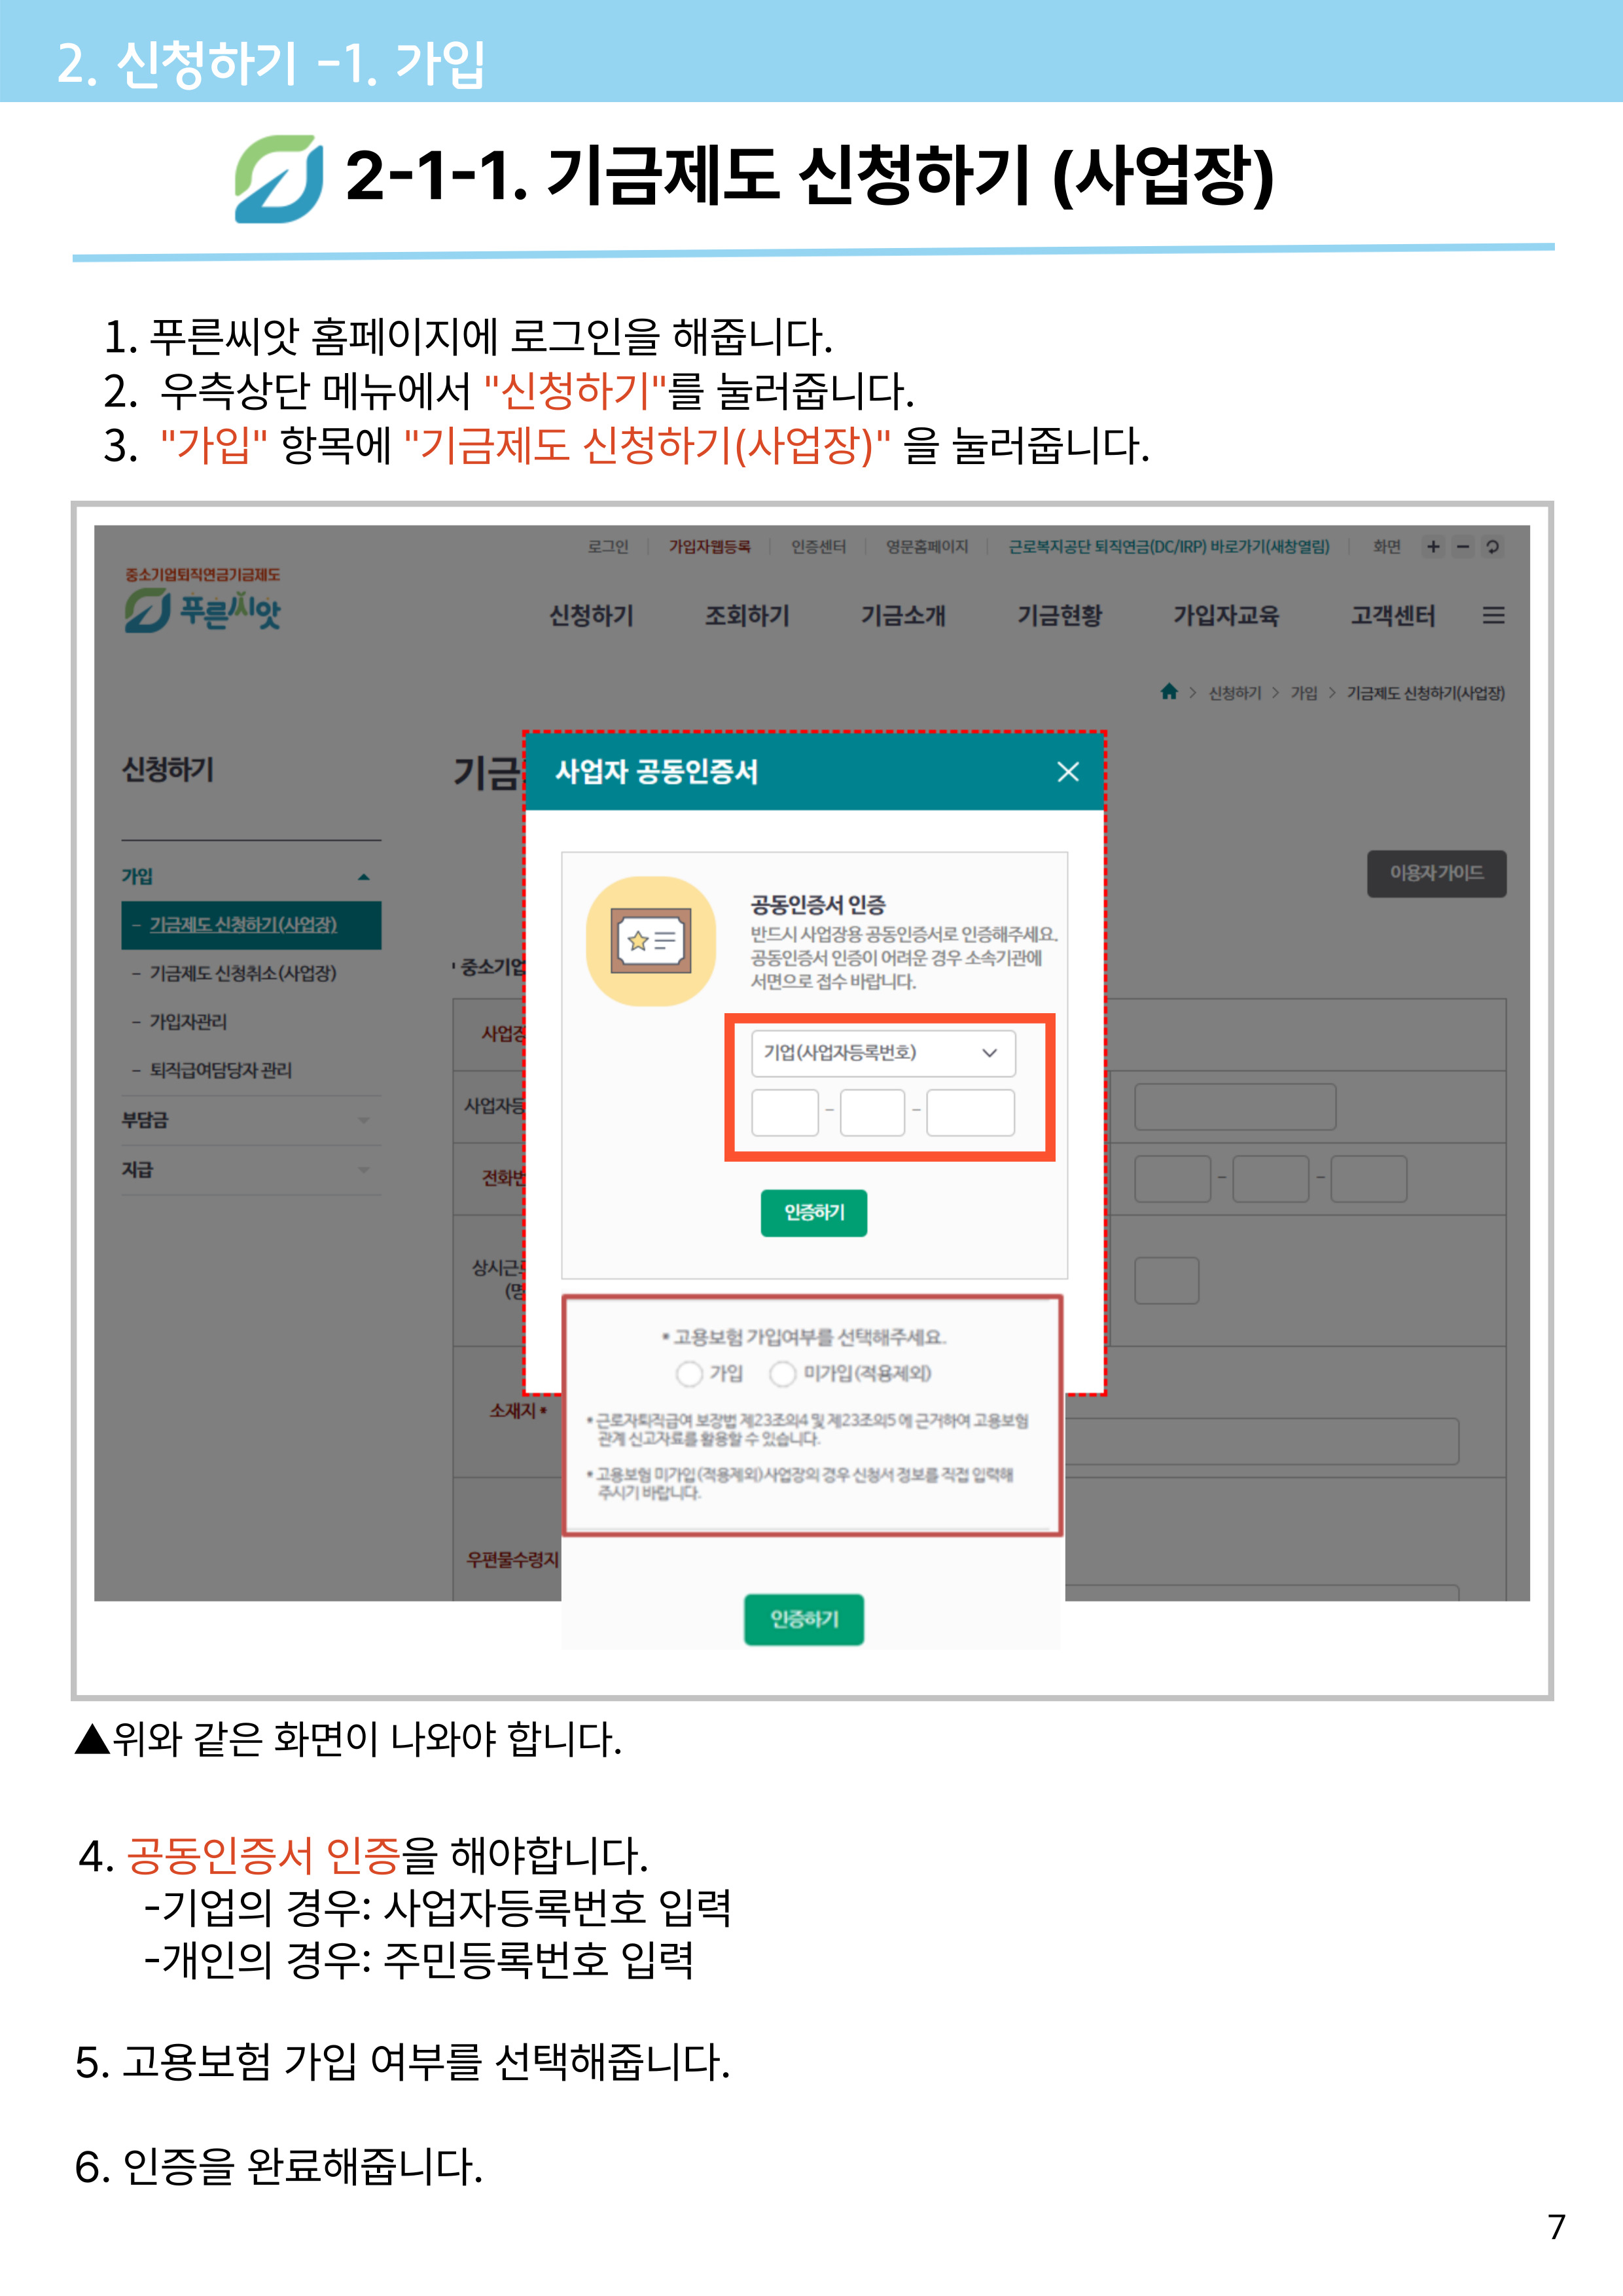 2. 신청하기 -1. 가입
2-1-1. 기금제도 신청하기 (사업장)
1. 푸른씨앗 홈페이지에 로그인을 해줍니다.
2. 우측상단 메뉴에서 "신청하기"를 눌러줍니다.
3. "가입" 항목에 "기금제도 신청하기(사업장)" 을 눌러줍니다.
로그인 가입자웹등록 인증센터 영문홈페이지 근로복지공단 퇴직연금(DC/IRP) 바로가기(새창열림) 화면
중소기업퇴직연금기금제도
푸른씨앗
신청하기 조회하기 기금소개 기금현황 가입자교육 고객센터
> 신청하기 > 가입 > 기금제도 신청하기(사업장)
신청하기
기금
가입
- 기금제도 신청하기(사업장)
- 기금제도 신청취소(사업장)
- 가입자관리
- 퇴직급여담당자 관리
부담금
지급
이용자 가이드
중소기업
사업장
사업자등
전화번
상시근로
(명
소재지 *
우편물수령지
사업자 공동인증서
공동인증서 인증
반드시 사업장용 공동인증서로 인증해주세요.
공동인증서 인증이 어려운 경우 소속기관에
서면으로 접수 바랍니다.
기업(사업자등록번호)
- -
인증하기
* 고용보험 가입여부를 선택해주세요.
가입 미가입(적용제외)
* 근로자퇴직급여 보장법 제23조의4 및 제23조의5 에 근거하여 고용보험
관계 신고자료를 활용할 수 있습니다.
* 고용보험 미가입(적용제외)사업장의 경우 신청서 정보를 직접 입력해
주시기 바랍니다.
인증하기
▲위와 같은 화면이 나와야 합니다.
4. 공동인증서 인증을 해야합니다.
-기업의 경우: 사업자등록번호 입력
-개인의 경우: 주민등록번호 입력
5. 고용보험 가입 여부를 선택해줍니다.
6. 인증을 완료해줍니다.
7